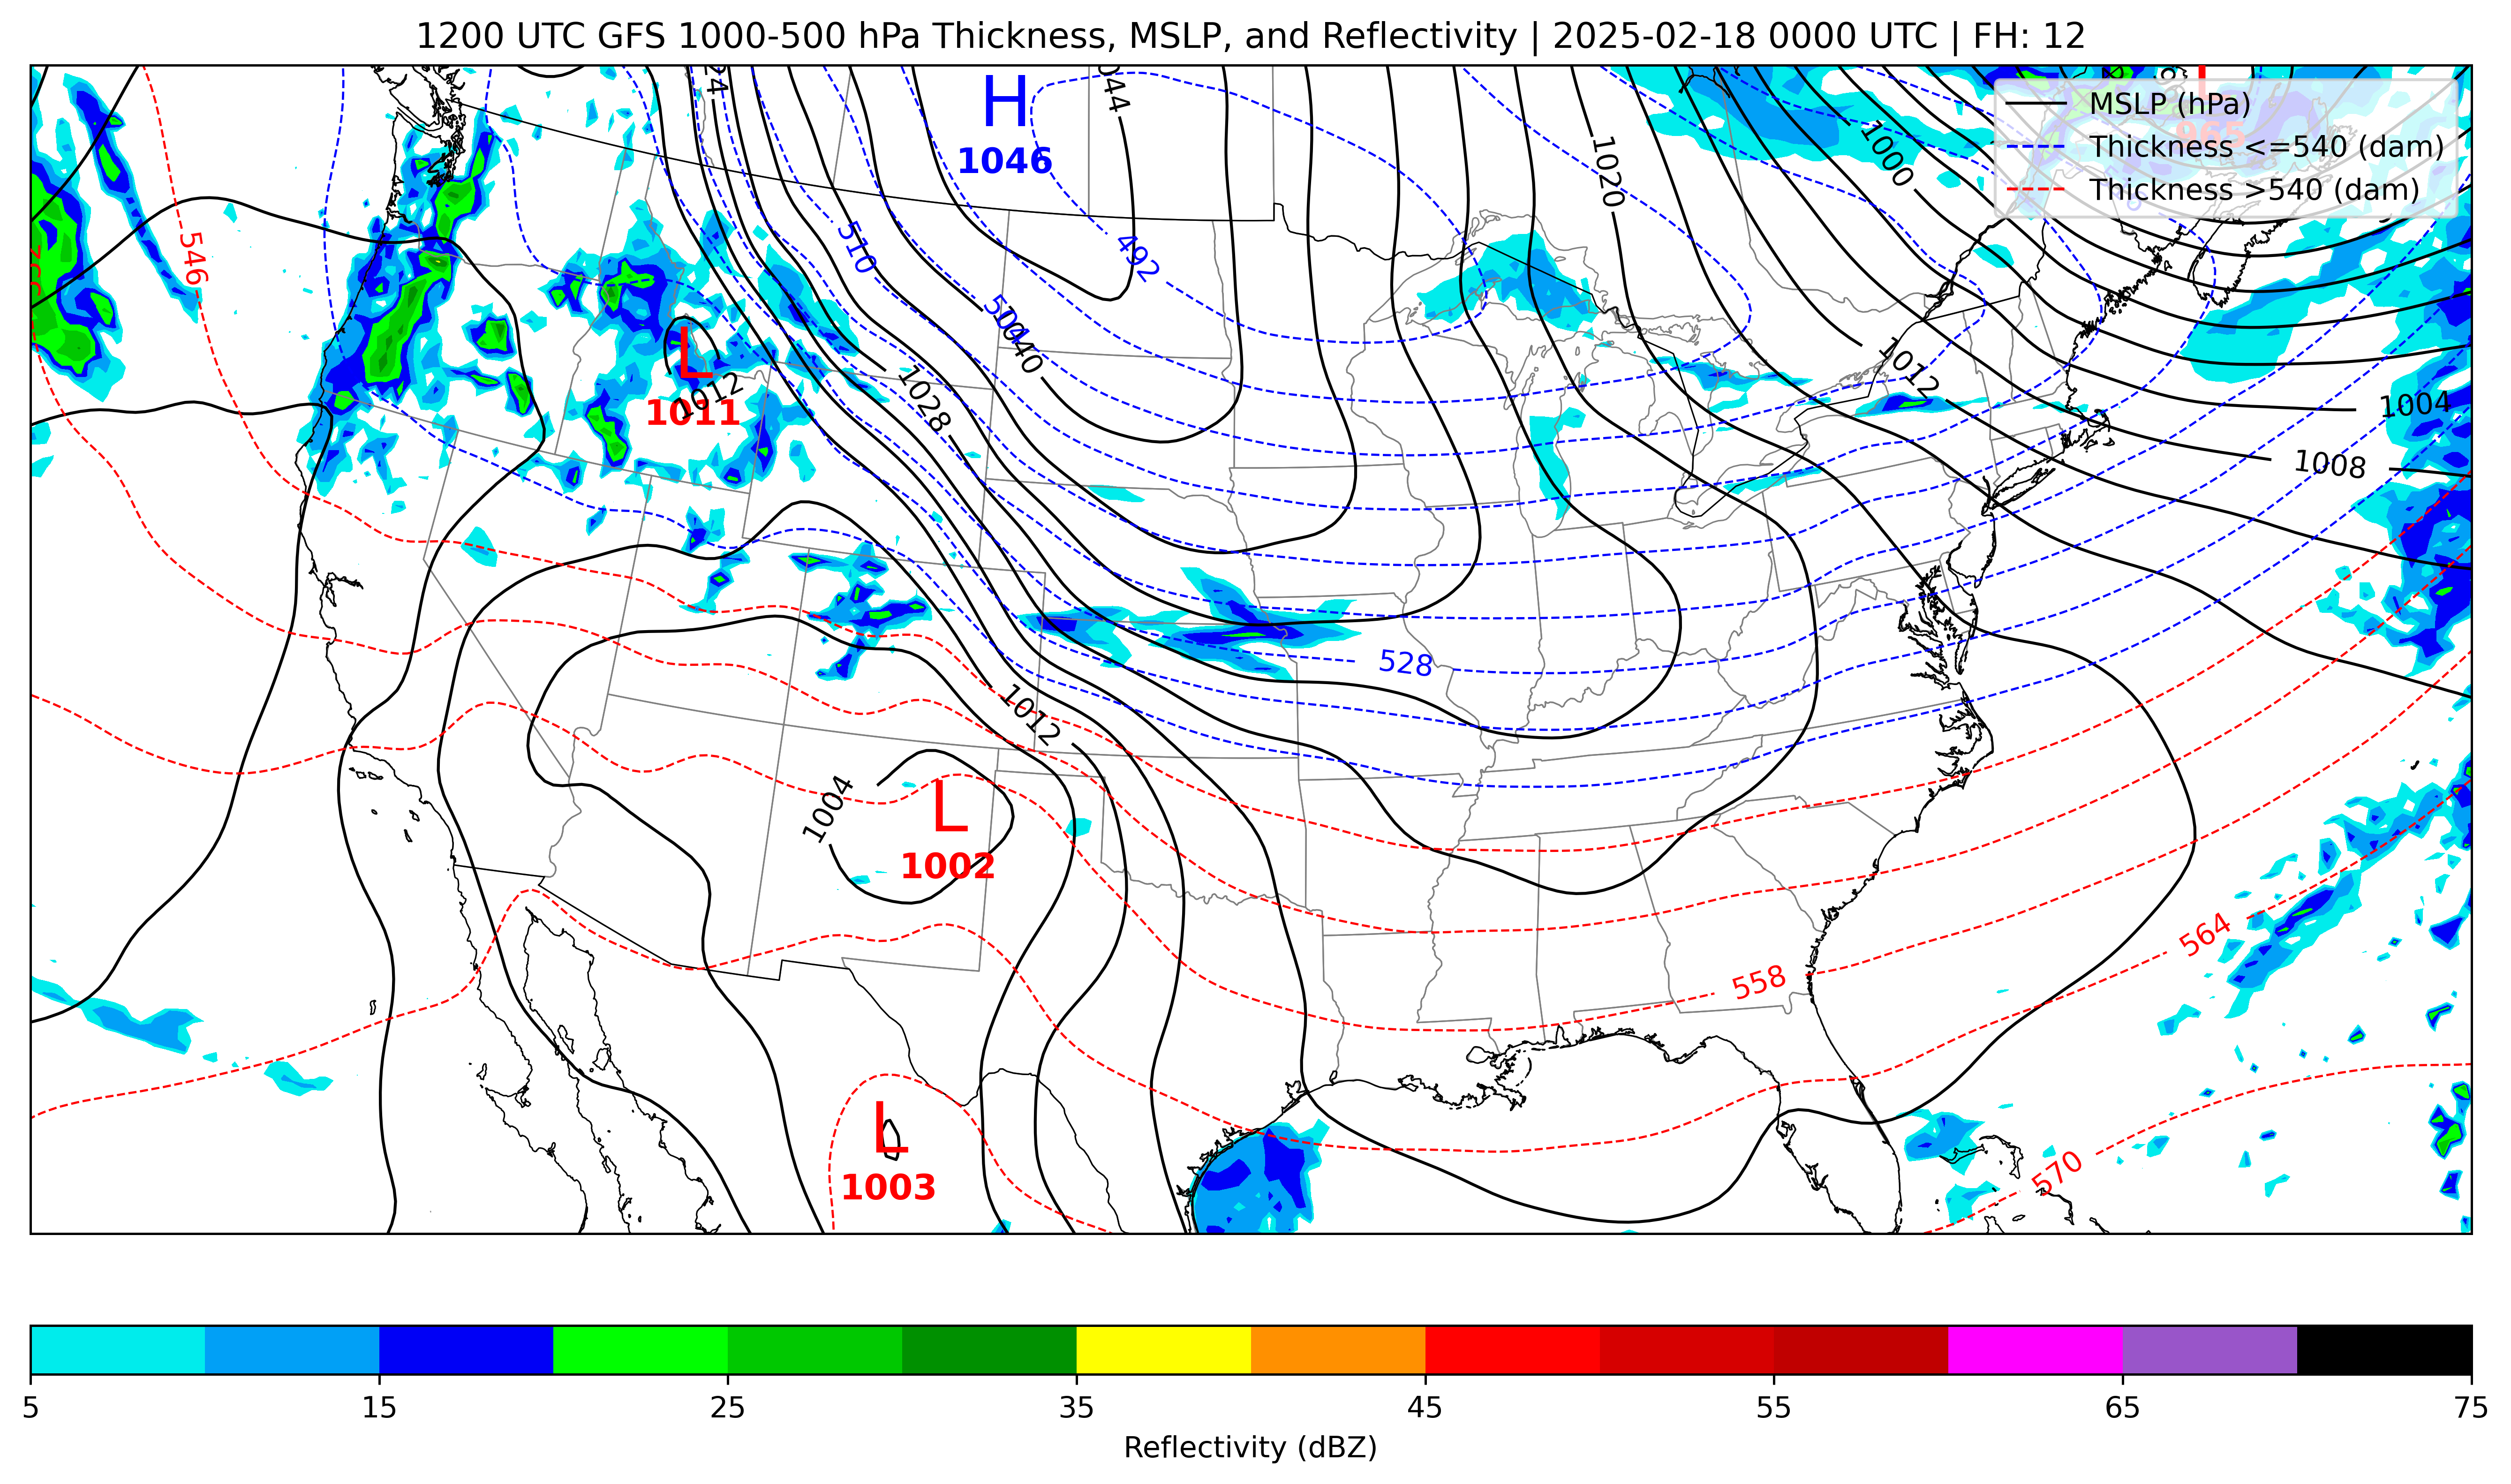 1200 UTC GFS 1000-500 hPa Thickness, MSLP, and Reflectivity | 2025-02-18 0000 UTC | FH: 12
MSLP (hPa)
Thickness <=540 (dam)
Thickness >540 (dam)
H
1046
L
965
1020
1000
546
510
492
504
1040
1028
L
1011
1012
1012
1004
1008
528
1012
1004
L
1002
558
564
570
L
1003
5 15 25 35 45 55 65 75
Reflectivity (dBZ)